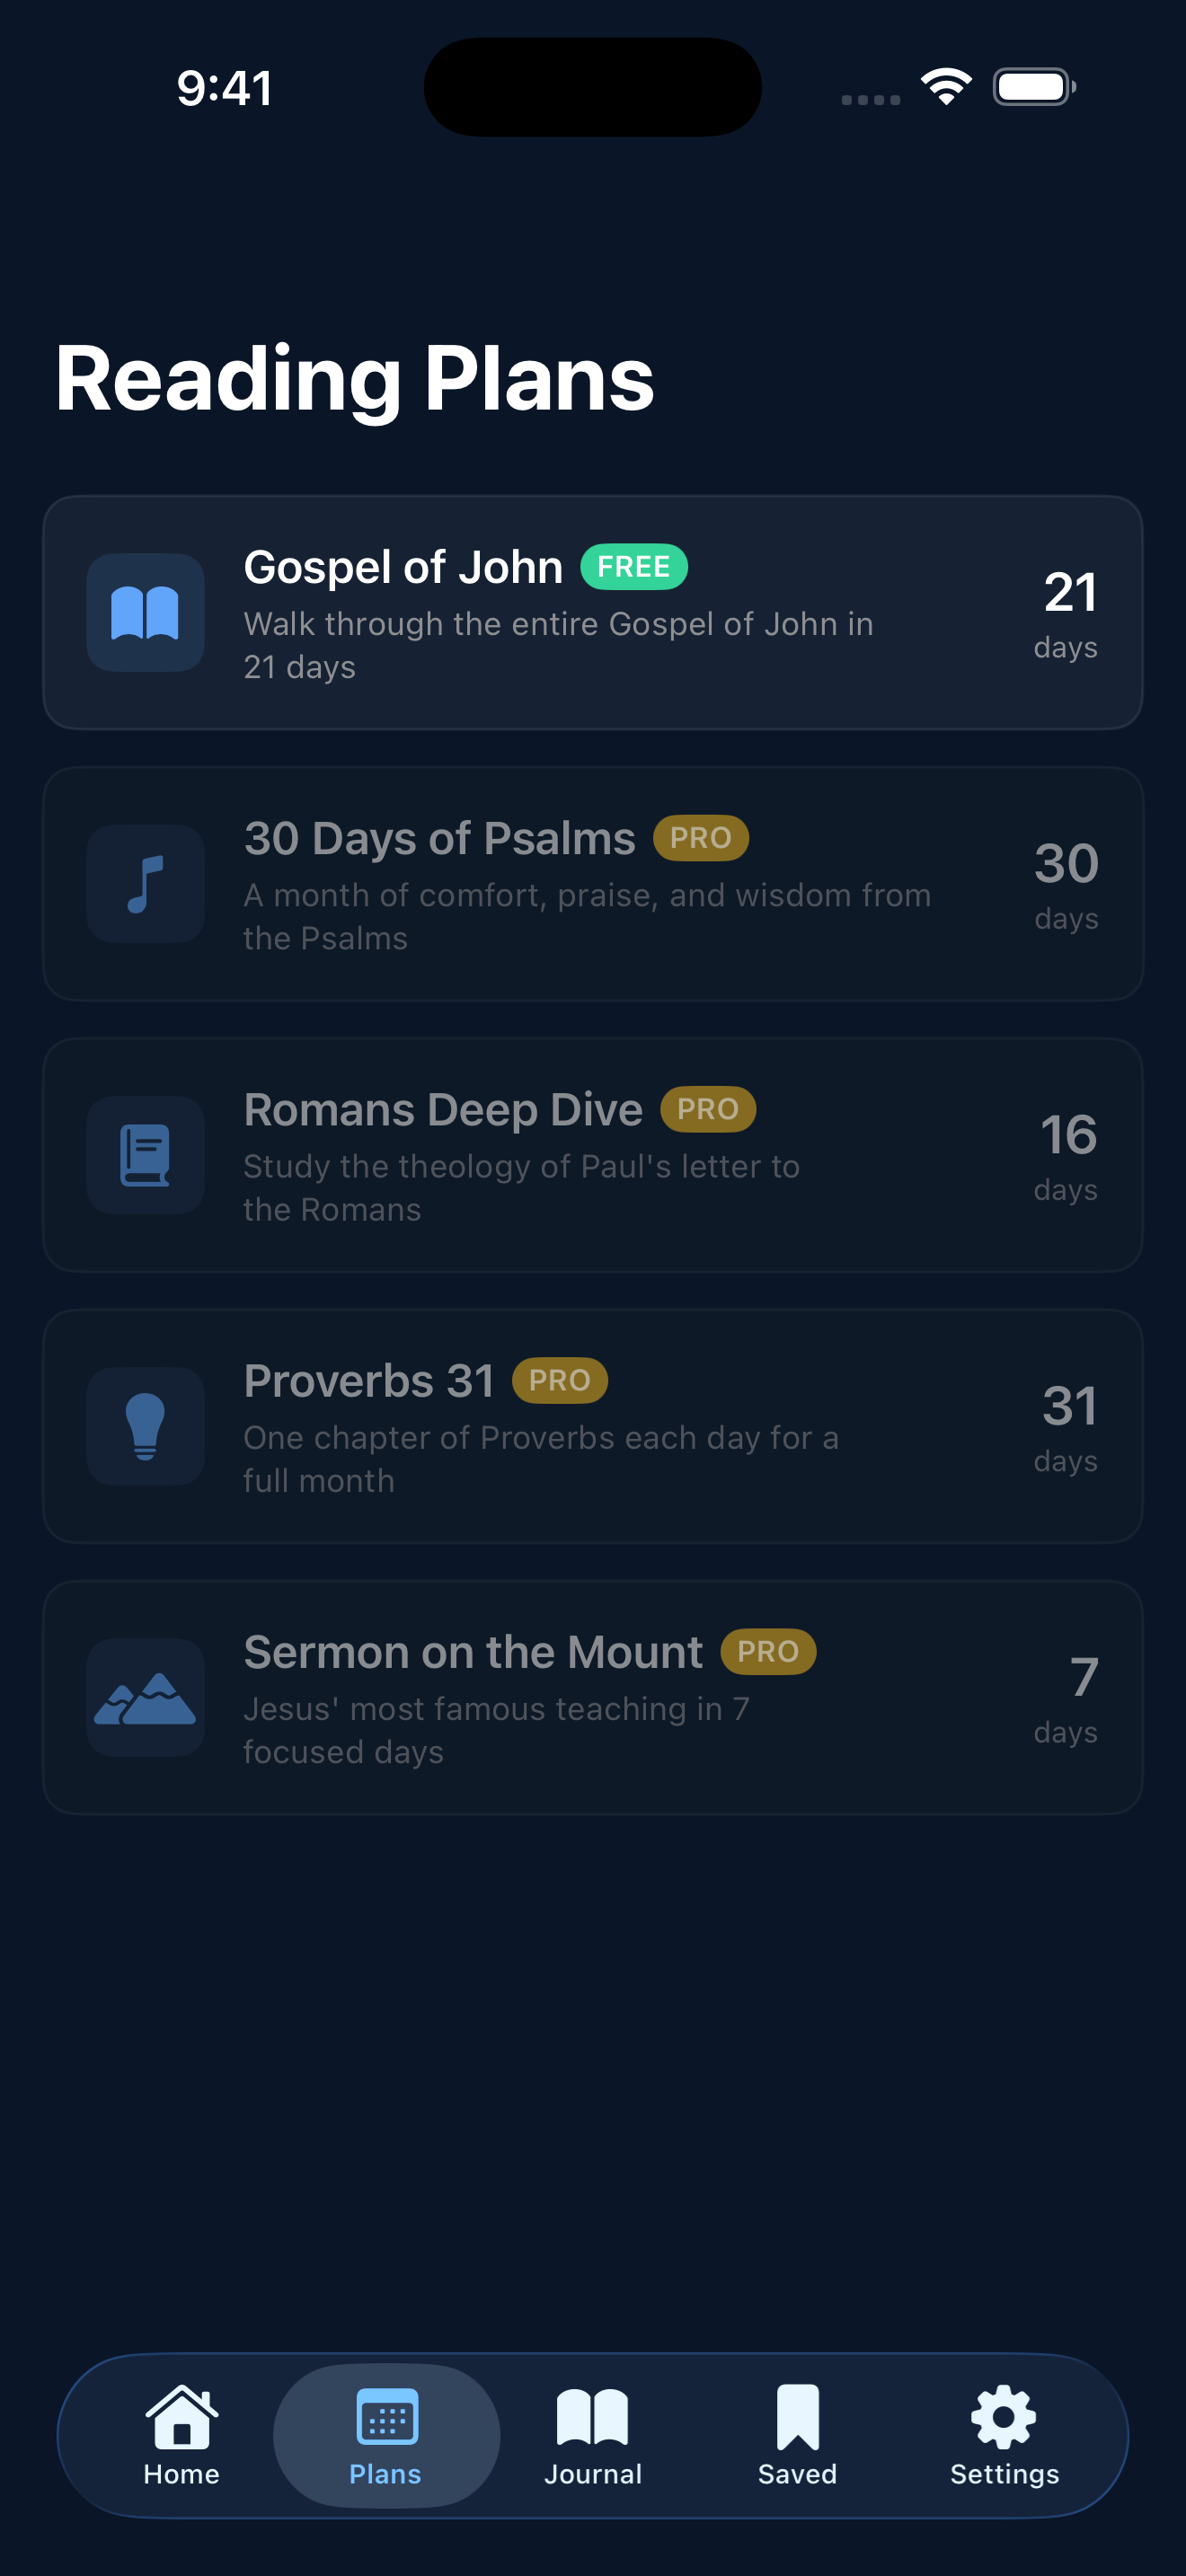 9:41
Reading Plans
Gospel of John FREE
Walk through the entire Gospel of John in
21 days
21
days
30 Days of Psalms PRO
A month of comfort, praise, and wisdom from
the Psalms
30
days
Romans Deep Dive PRO
Study the theology of Paul's letter to
the Romans
16
days
Proverbs 31 PRO
One chapter of Proverbs each day for a
full month
31
days
Sermon on the Mount PRO
Jesus' most famous teaching in 7
focused days
7
days
Home Plans Journal Saved Settings